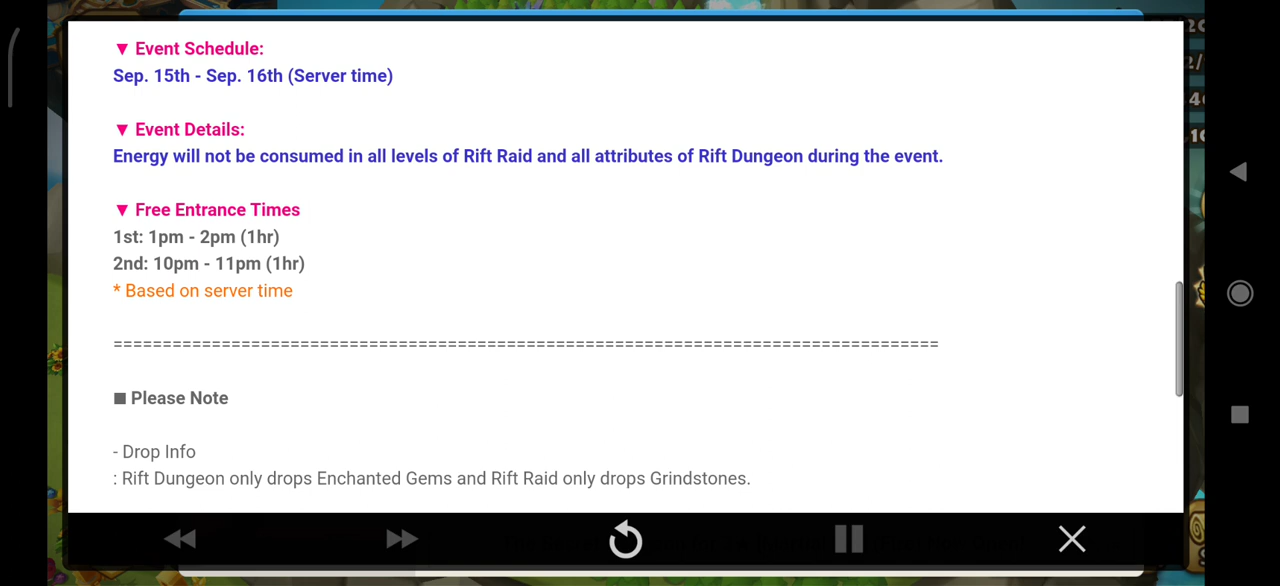 ▼ Event Schedule:
Sep. 15th - Sep. 16th (Server time)
▼ Event Details:
Energy will not be consumed in all levels of Rift Raid and all attributes of Rift Dungeon during the event.
▼ Free Entrance Times
1st: 1pm - 2pm (1hr)
2nd: 10pm - 11pm (1hr)
* Based on server time
===================================================================================
■ Please Note
- Drop Info
: Rift Dungeon only drops Enchanted Gems and Rift Raid only drops Grindstones.